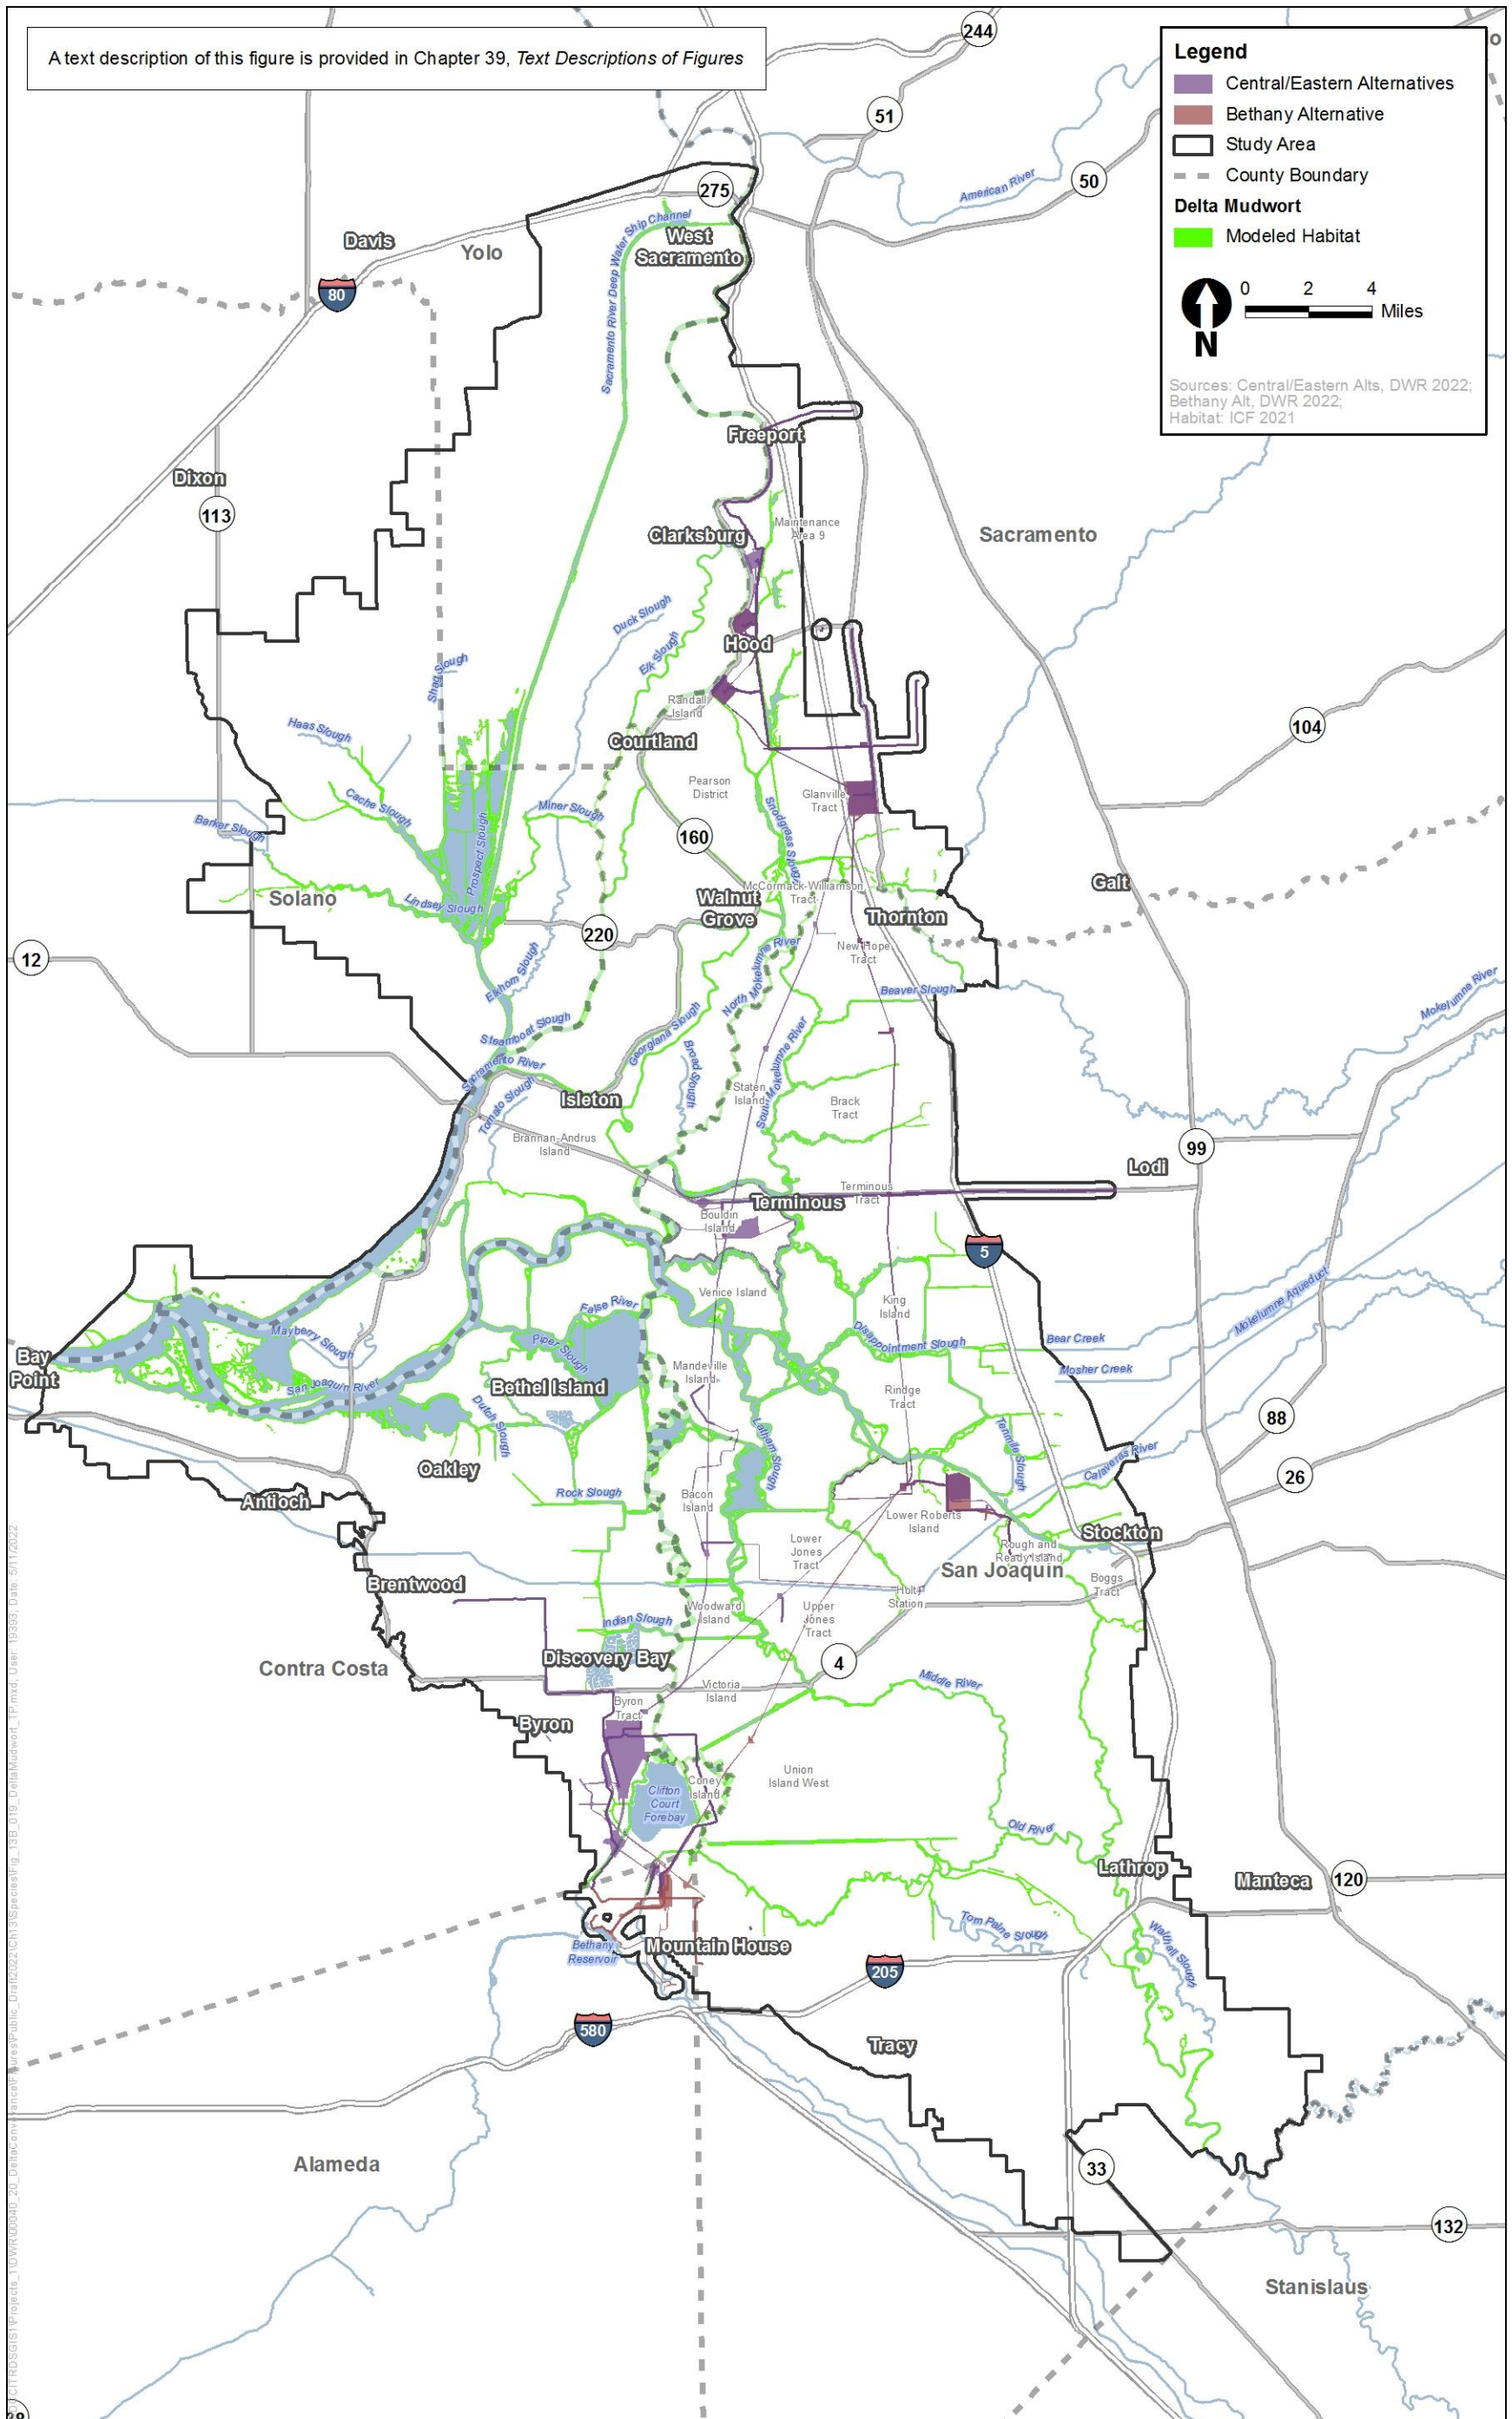 A text description of this figure is provided in Chapter 39, Text Descriptions of Figures
Legend
Central/Eastern Alternatives
Bethany Alternative
Study Area
County Boundary
Delta Mudwort
Modeled Habitat
0 2 4
Miles
N
Sources: Central/Eastern Alts, DWR 2022;
Bethany Alt, DWR 2022;
Habitat: ICF 2021
244
51
50
American River
275
Sacramento River Deep Water Ship Channel
West
Sacramento
Davis
Yolo
80
Freeport
Dixon
113
Maintenance
Area 9
Clarksburg
Sacramento
Duck Slough
Elk Slough
Hood
Shag Slough
Randall
Island
Haas Slough
Courtland
104
Pearson
District
Glanville
Tract
Cache Slough
Miner Slough
Snodgrass Slough
Barker Slough
Prospect Slough
160
Galt
McCormack-Williamson
Tract
Solano
Lindsey Slough
Walnut
Grove
Thornton
220
12
North Mokelumne River
New Hope
Tract
Elkhorn Slough
Beaver Slough
Mokelumne River
Steamboat Slough
Georgiana Slough
Sacramento River
Broad Slough
South Mokelumne River
Tomato Slough
Isleton
Staten
Island
Brack
Tract
Brannan-Andrus
Island
99
Lodi
Terminous
Tract
Terminous
Bouldin
Island
5
Venice Island
King
Island
False River
Mokelumne Aqueduct
Mayberry Slough
Piper Slough
Disappointment Slough
Bear Creek
Bay
Point
Mosher Creek
Mandeville
Island
San Joaquin River
Bethel Island
Rindge
Tract
Dutch Slough
88
Latham Slough
Tenmile Slough
Oakley
Calaveras River
26
Rock Slough
Bacon
Island
Antioch
Lower Roberts
Island
Stockton
Lower
Jones
Tract
Rough and
Ready Island
San Joaquin
Brentwood
Boggs
Tract
Holt
Station
Woodward
Island
Upper
Jones
Tract
Indian Slough
Discovery Bay
4
Contra Costa
Victoria
Island
Middle River
Byron
Tract
Byron
Union
Island West
Coney
Island
Clifton
Court
Forebay
Old River
Lathrop
Manteca
120
Tom Paine Slough
Walthall Slough
Bethany
Reservoir
Mountain House
205
580
Tracy
Alameda
33
132
Stanislaus